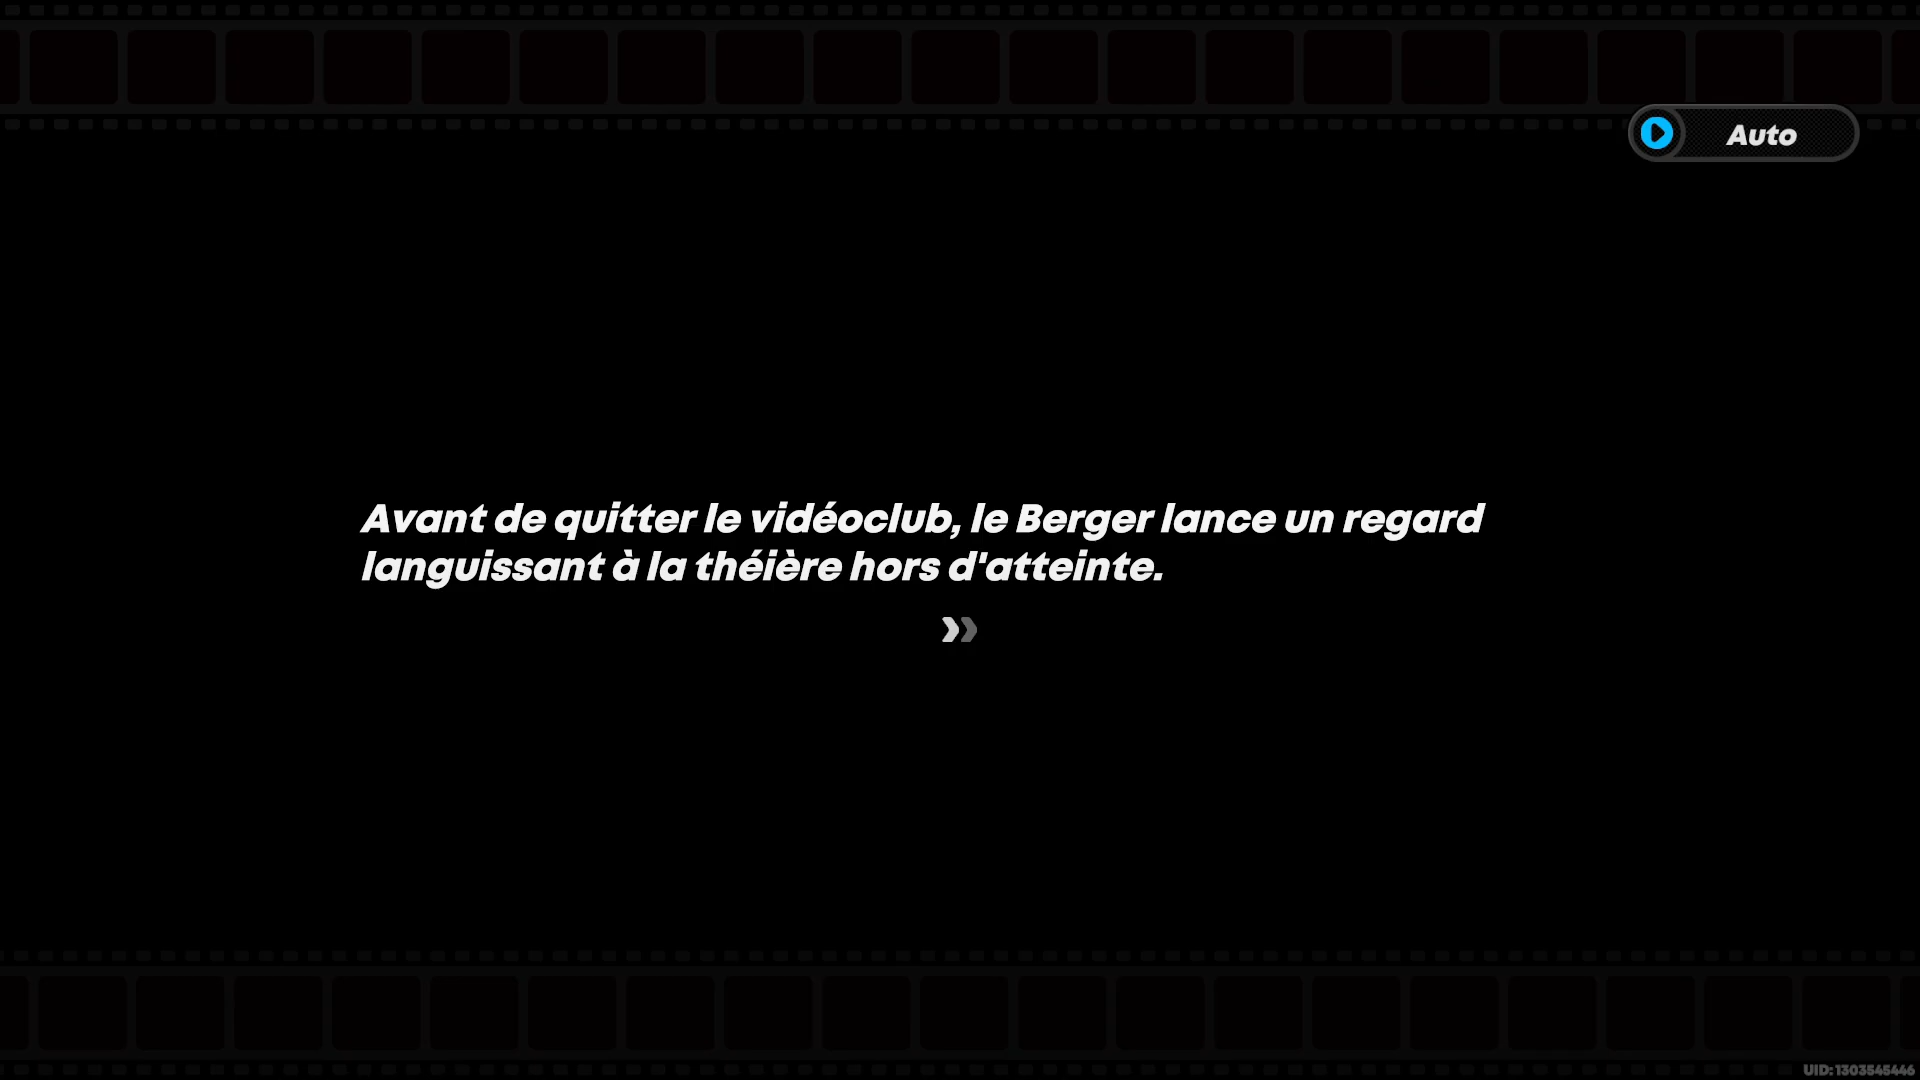 Auto
Avant de quitter le vidéoclub, le Berger lance un regard
languissant à la théière hors d'atteinte.
UID: 1303545446